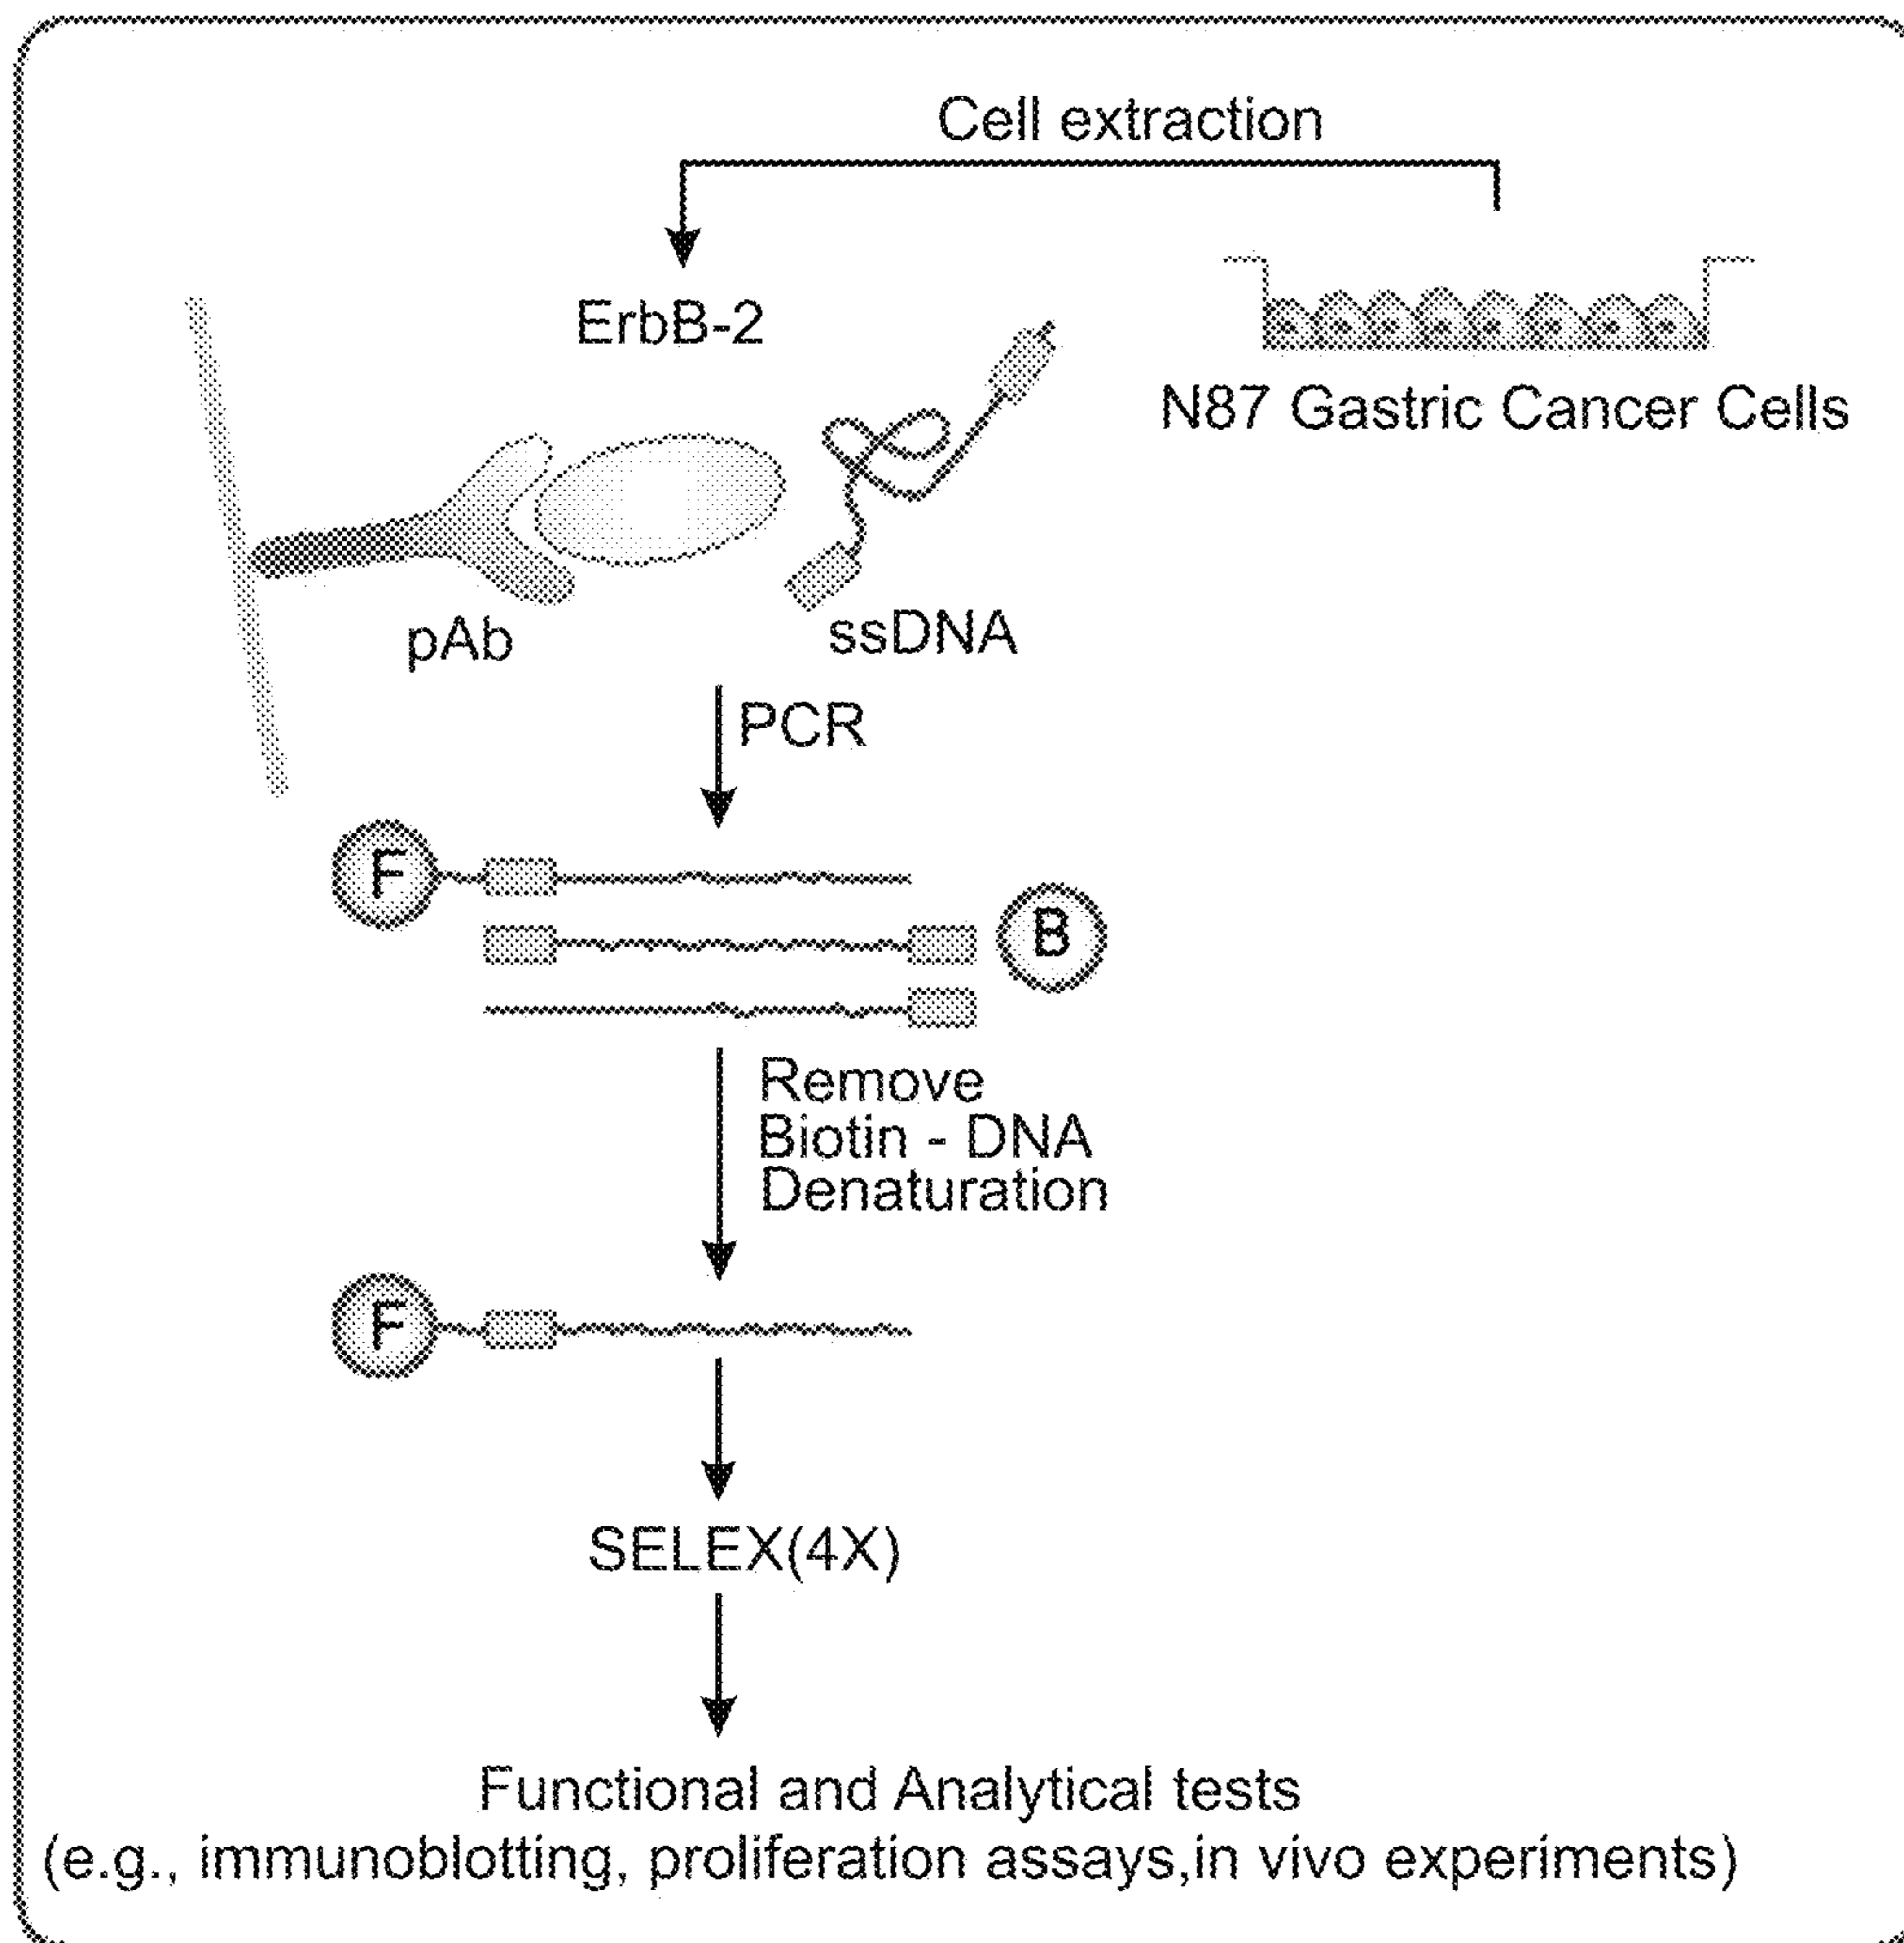 Cell extraction
ErbB-2
N87 Gastric Cancer Cells
pAb
ssDNA
PCR
F
B
Remove
Biotin - DNA
Denaturation
F
SELEX(4X)
Functional and Analytical tests
(e.g., immunoblotting, proliferation assays,in vivo experiments)